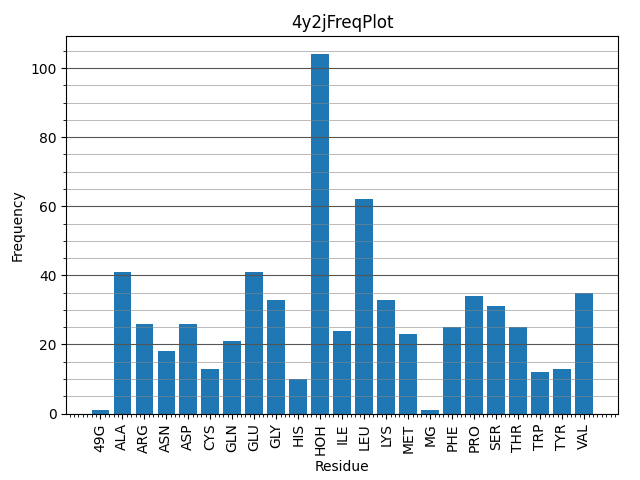 4y2jFreqPlot
Frequency
100
80
60
40
20
0
49G ALA ARG ASN ASP CYS GLN GLU GLY HIS HOH ILE LEU LYS MET MG PHE PRO SER THR TRP TYR VAL
Residue